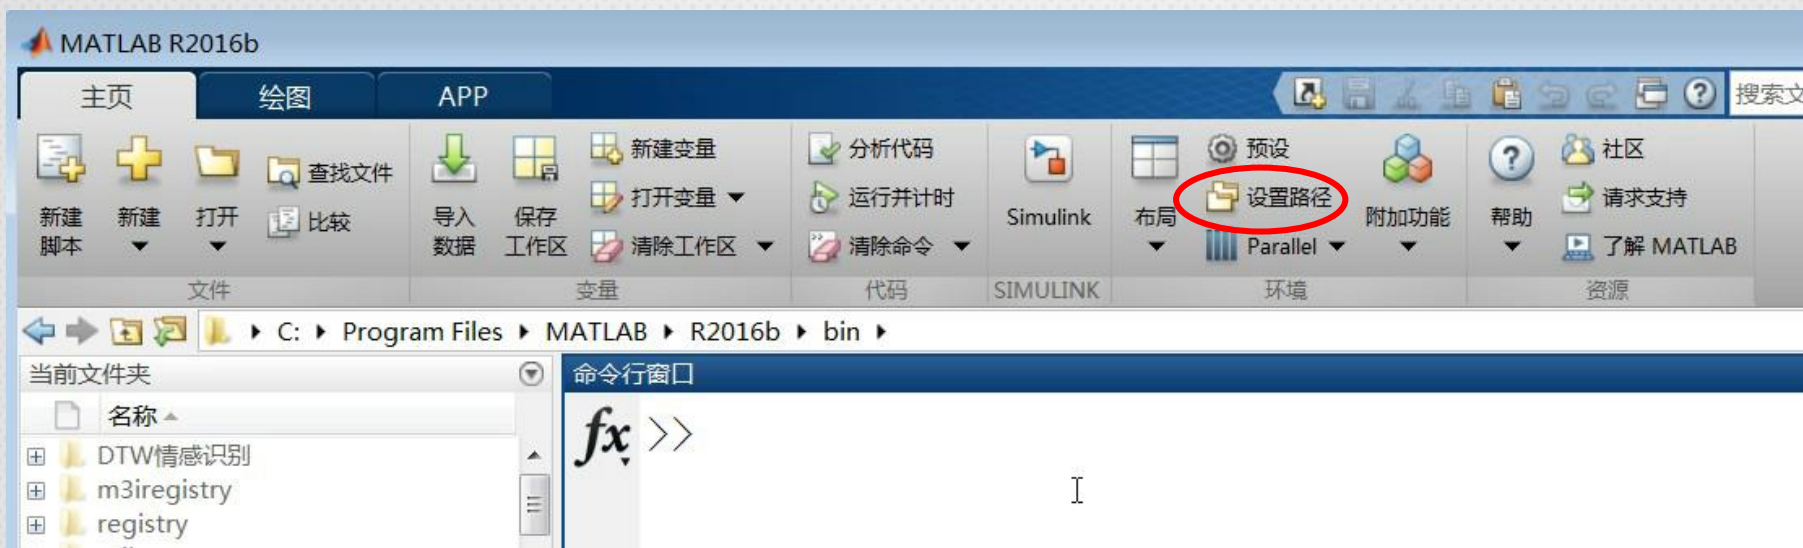 MATLAB R2016b
主页 绘图 APP 搜索文
新建脚本 新建 打开 查找文件 比较 导入数据 保存工作区 新建变量 打开变量 清除工作区 分析代码 运行并计时 清除命令 Simulink 布局 预设 设置路径 Parallel 附加功能 帮助 社区 请求支持 了解 MATLAB
文件 变量 代码 SIMULINK 环境 资源
C: Program Files MATLAB R2016b bin
当前文件夹 命令行窗口
名称
fx >>
DTW情感识别
m3iregistry
registry